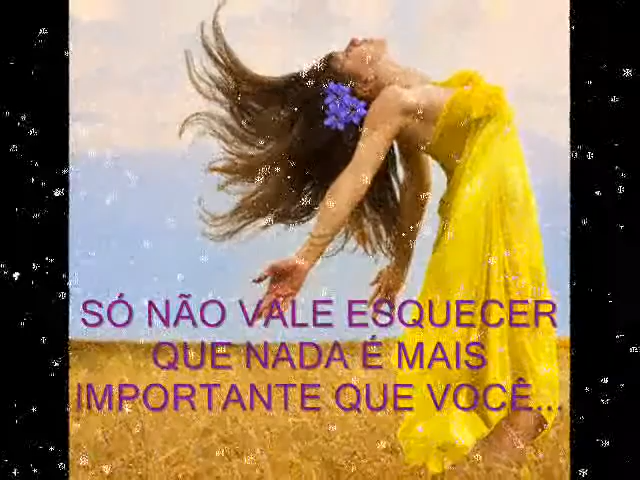 SÓ NÃO VALE ESQUECER
QUE NADA É MAIS
IMPORTANTE QUE VOCÊ...